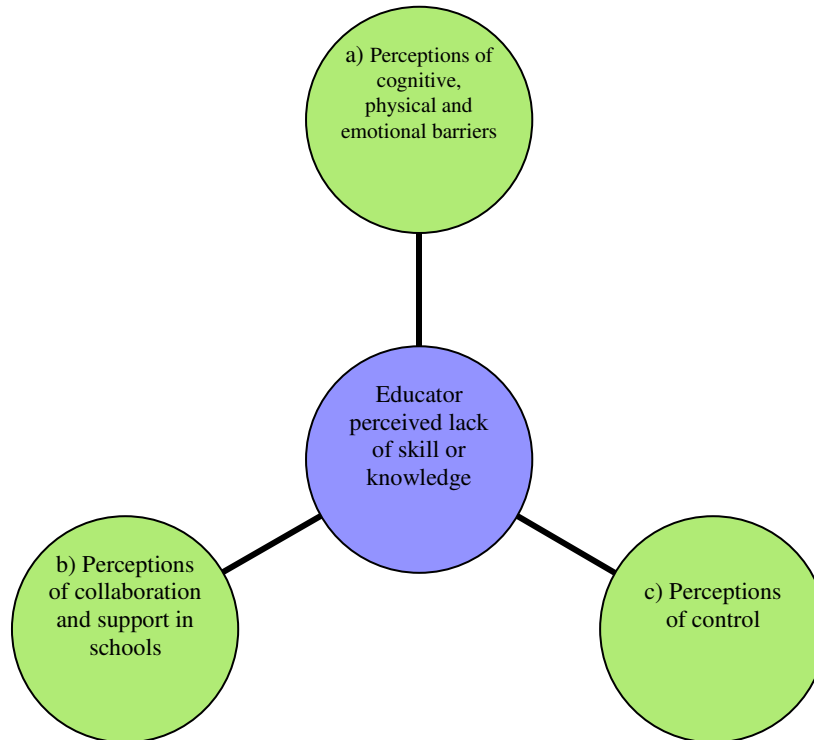 a) Perceptions of
cognitive,
physical and
emotional barriers
Educator
perceived lack
of skill or
knowledge
b) Perceptions
of collaboration
and support in
schools
c) Perceptions
of control